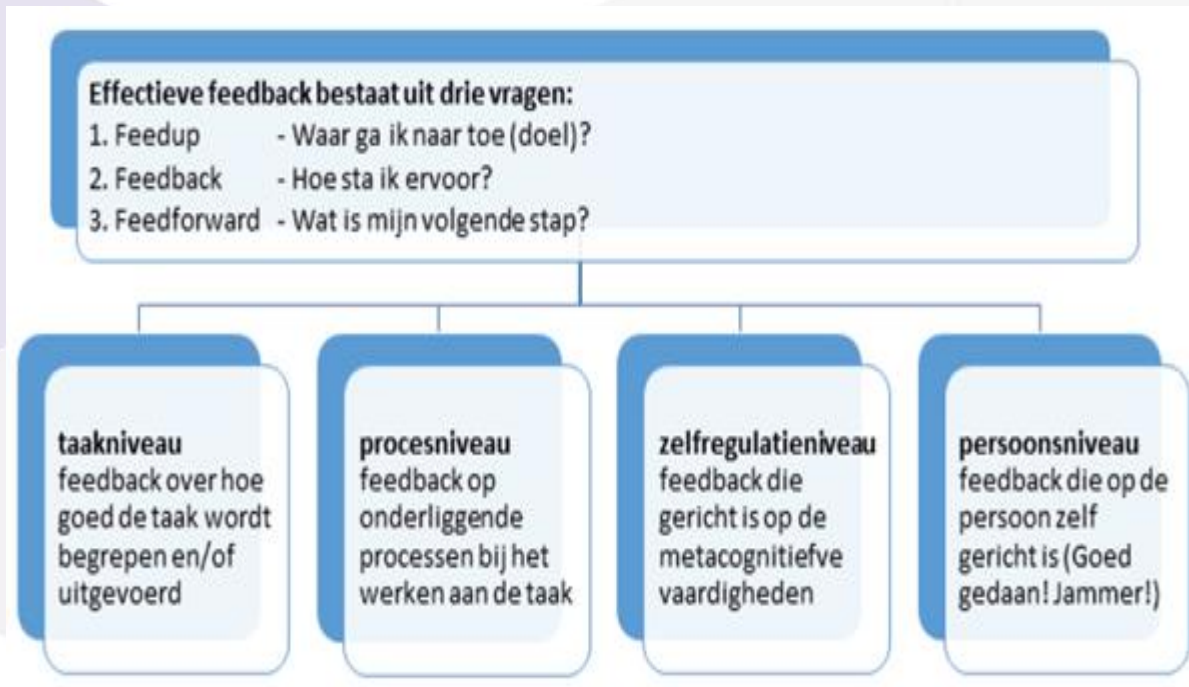 Effectieve feedback bestaat uit drie vragen:
1. Feedup - Waar ga ik naar toe (doel)?
2. Feedback - Hoe sta ik ervoor?
3. Feedforward - Wat is mijn volgende stap?
taakniveau
feedback over hoe
goed de taak wordt
begrepen en/of
uitgevoerd
procesniveau
feedback op
onderliggende
processen bij het
werken aan de taak
zelfregulatieniveau
feedback die
gericht is op de
metacognitiefve
vaardigheden
persoonsniveau
feedback die op de
persoon zelf
gericht is (Goed
gedaan! Jammer!)